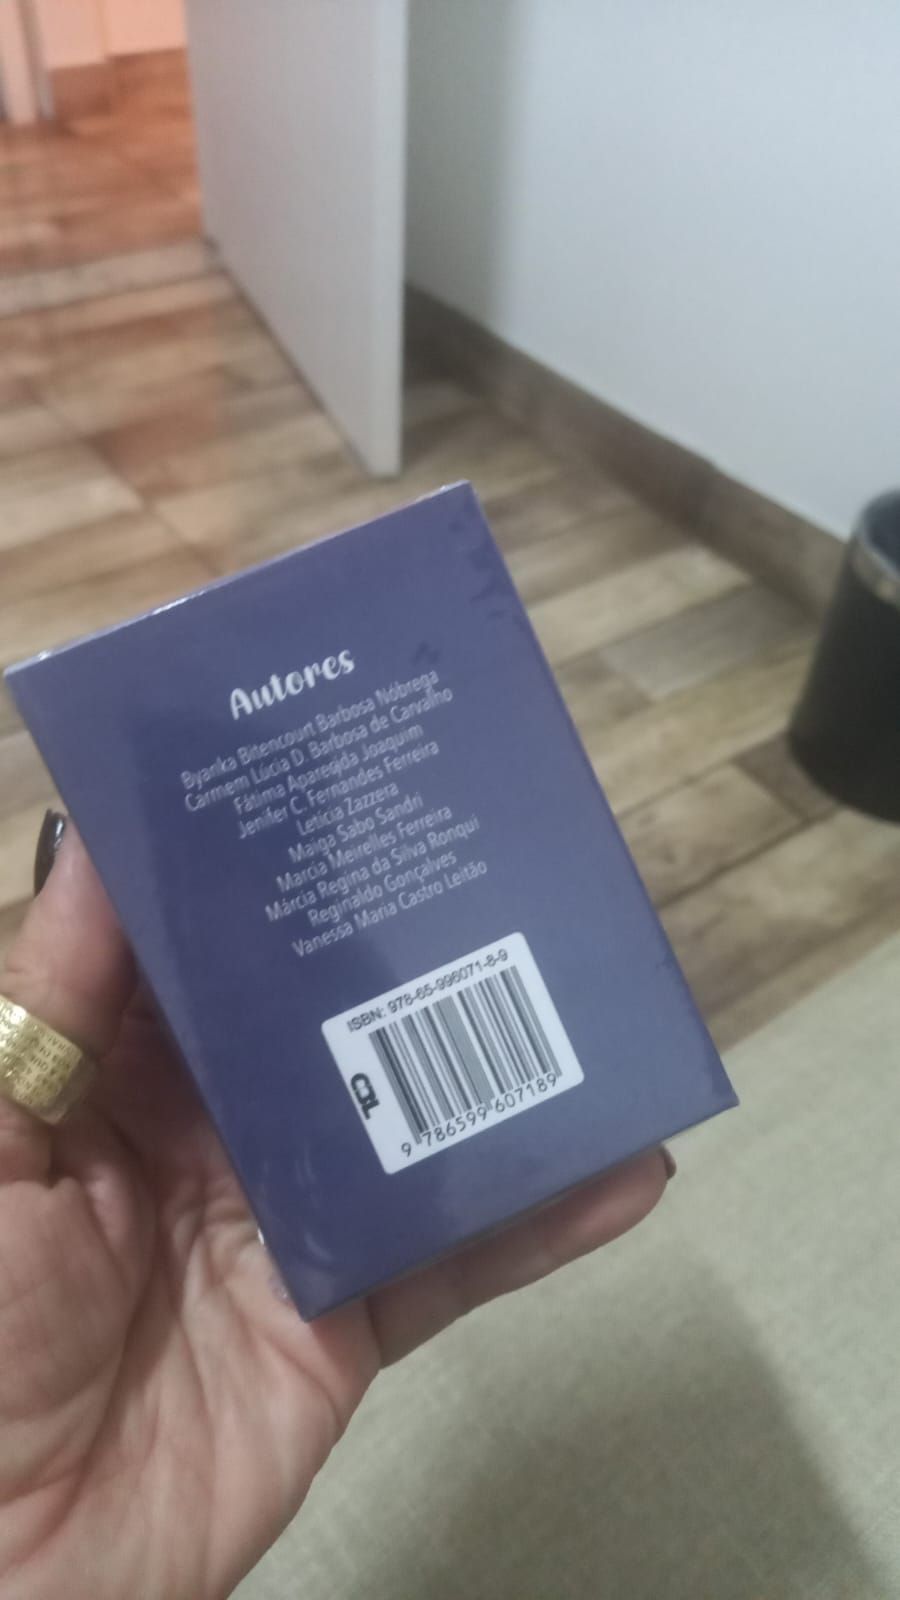 Autores
Byanka Bitencourt Barbosa Nóbrega
Carmem Lúcia D. Barbosa de Carvalho
Fátima Aparecida Joaquim
Jenifer C. Fernandes Ferreira
Letícia Zazzera
Maiga Sabo Sandri
Marcia Meirelles Ferreira
Márcia Regina da Silva Ronqui
Reginaldo Gonçalves
Vanessa Maria Castro Leitão
ISBN: 978-65-996071-8-9
CBL
9 786599 607189